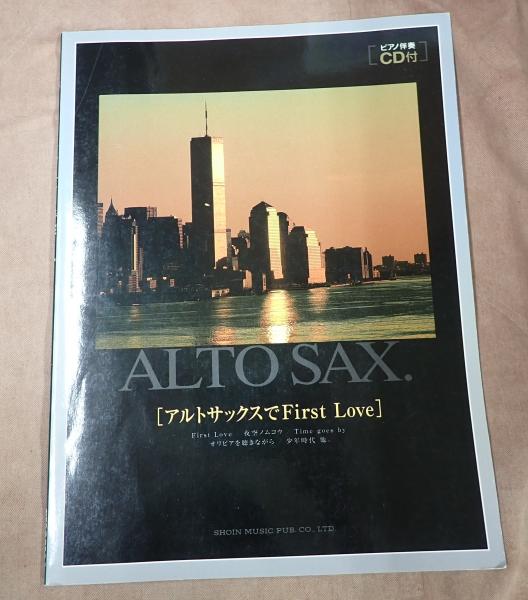 ピアノ伴奏
[CD付]
ALTO SAX.
[アルトサックスでFirst Love]
First Love 夜空ノムコウ Time goes by
オリビアを聴きながら 少年時代 他.
SHOIN MUSIC PUB. CO., LTD.